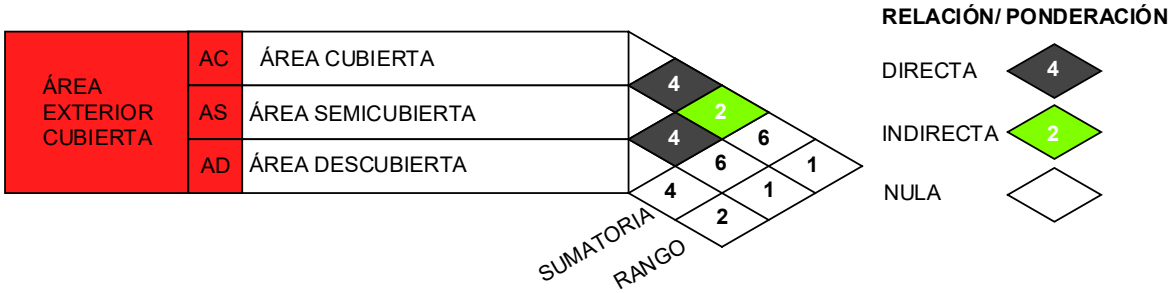 RELACIÓN/ PONDERACIÓN
ÁREA
EXTERIOR
CUBIERTA
AC ÁREA CUBIERTA
AS ÁREA SEMICUBIERTA
AD ÁREA DESCUBIERTA
4
2
4 6
6 1
4 1
2
SUMATORIA
RANGO
DIRECTA 4
INDIRECTA 2
NULA